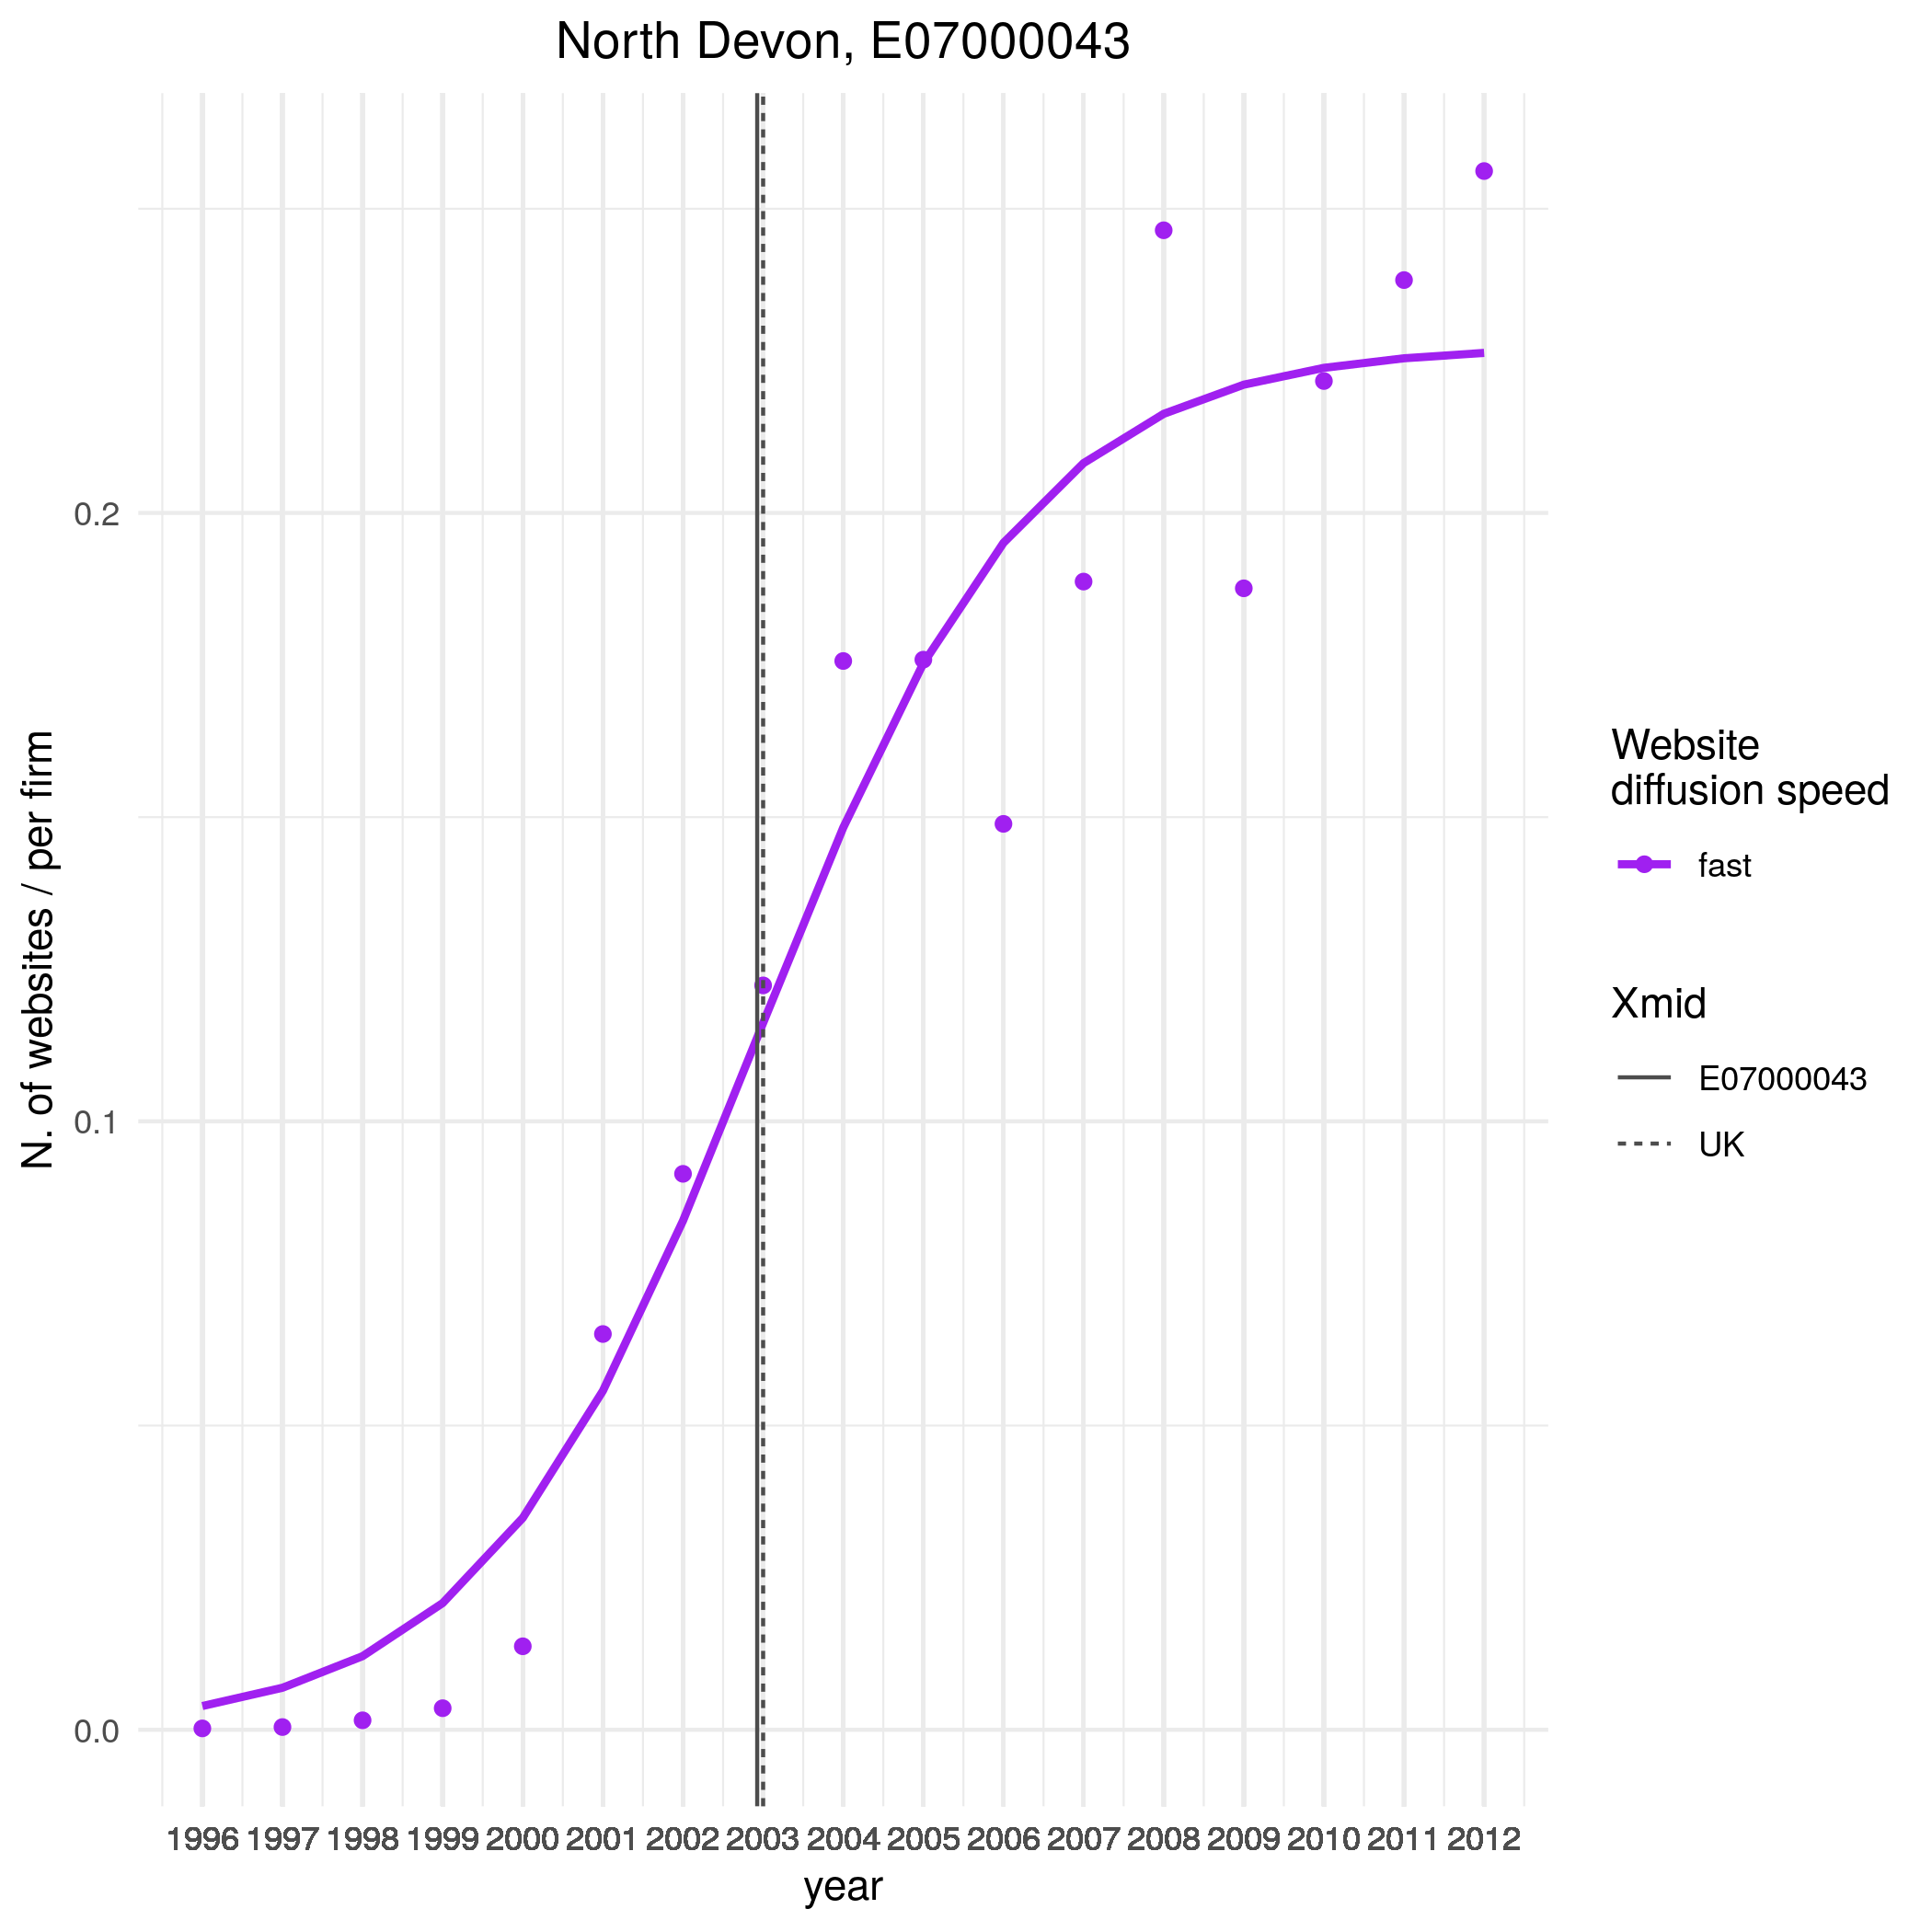 North Devon, E07000043
N. of websites / per firm
0.2
0.1
0.0
1996 1997 1998 1999 2000 2001 2002 2003 2004 2005 2006 2007 2008 2009 2010 2011 2012
year
Website
diffusion speed
fast
Xmid
E07000043
UK